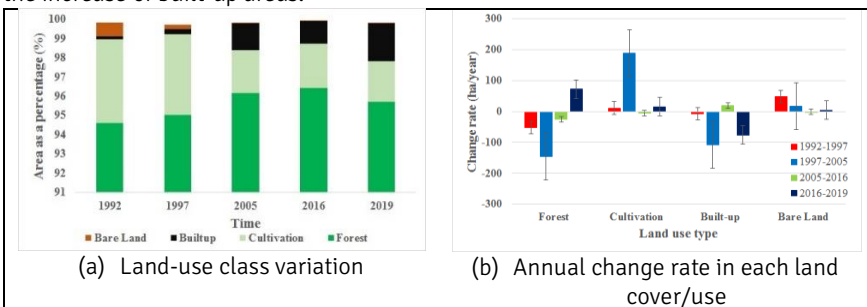 the increase of built-up areas.
100
99
98
97
96
95
94
93
92
91
Area as a percentage (%)
1992 1997 2005 2016 2019
Time
Bare Land Builtup Cultivation Forest
(a) Land-use class variation
300
200
100
0
-100
-200
-300
Change rate (ha/year)
1992-1997
1997-2005
2005-2016
2016-2019
Forest Cultivation Built-up Bare Land
Land use type
(b) Annual change rate in each land
cover/use